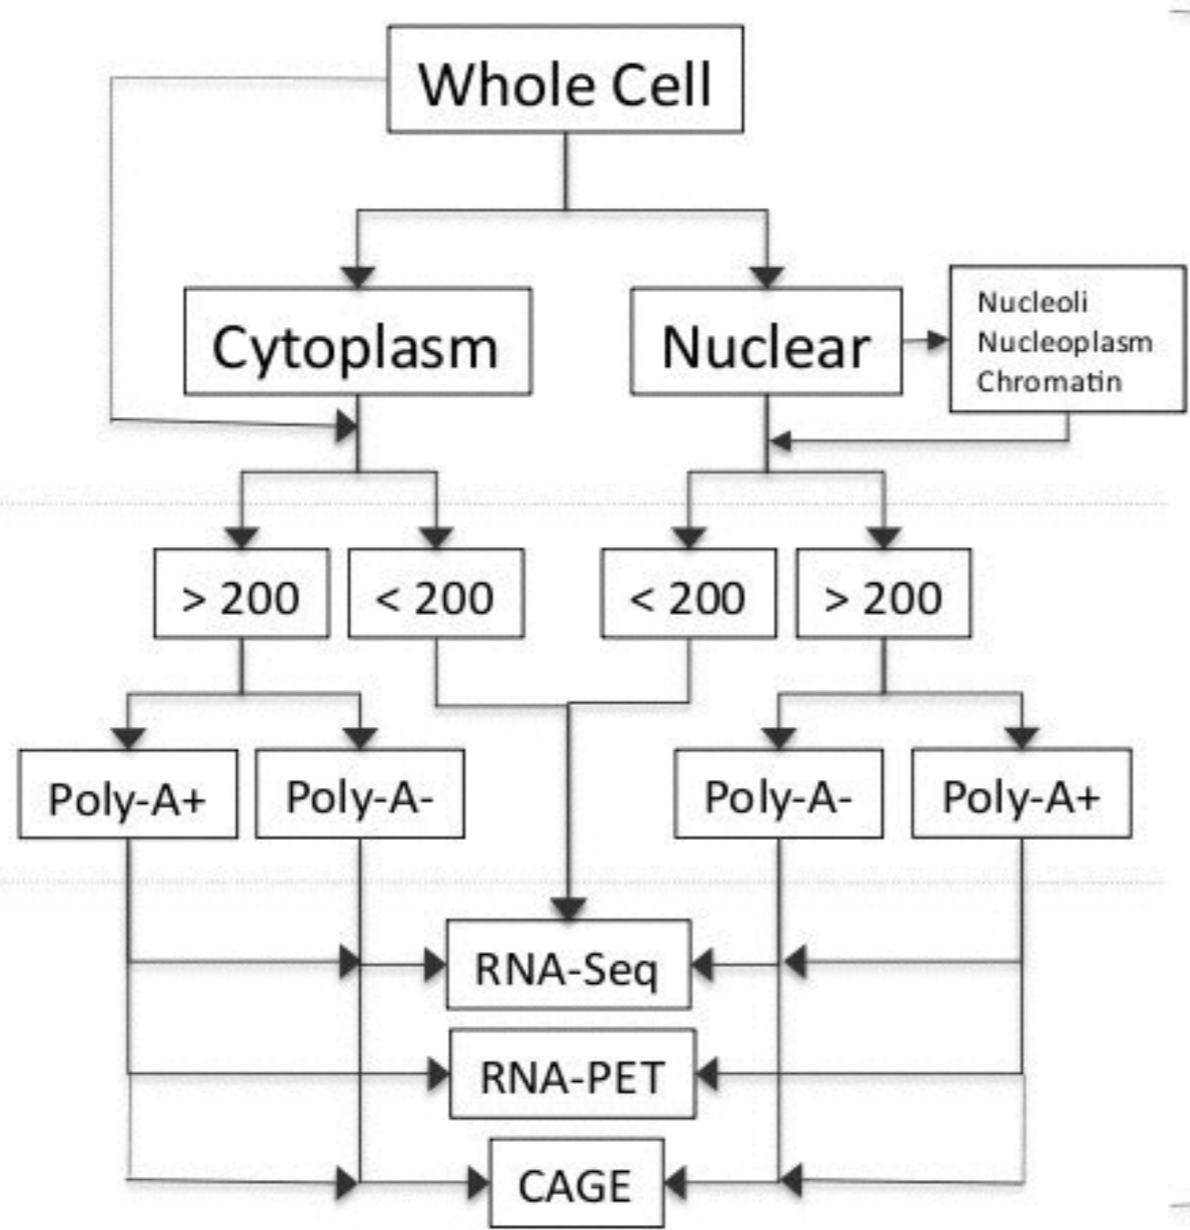 Whole Cell
Cytoplasm
Nuclear
Nucleoli
Nucleoplasm
Chromatin
> 200
< 200
< 200
> 200
Poly-A+
Poly-A-
Poly-A-
Poly-A+
RNA-Seq
RNA-PET
CAGE